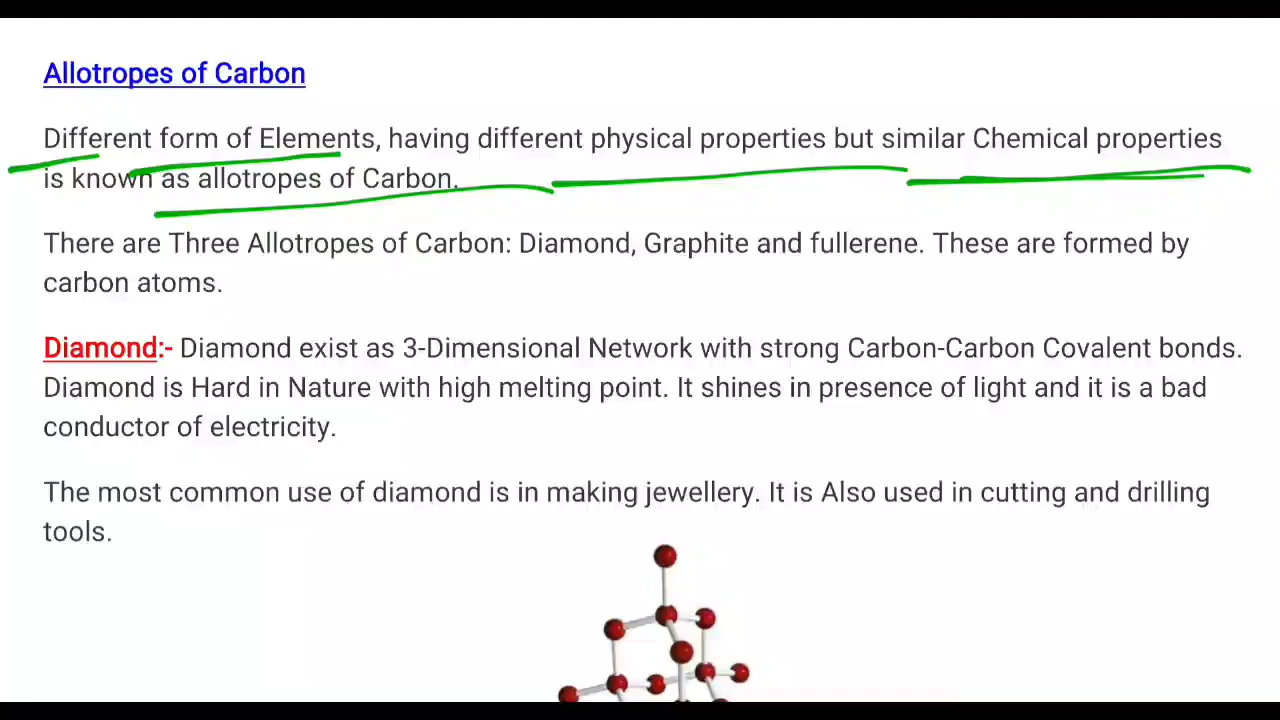 Allotropes of Carbon
Different form of Elements, having different physical properties but similar Chemical properties
is known as allotropes of Carbon.
There are Three Allotropes of Carbon: Diamond, Graphite and fullerene. These are formed by
carbon atoms.
Diamond:- Diamond exist as 3-Dimensional Network with strong Carbon-Carbon Covalent bonds.
Diamond is Hard in Nature with high melting point. It shines in presence of light and it is a bad
conductor of electricity.
The most common use of diamond is in making jewellery. It is Also used in cutting and drilling
tools.